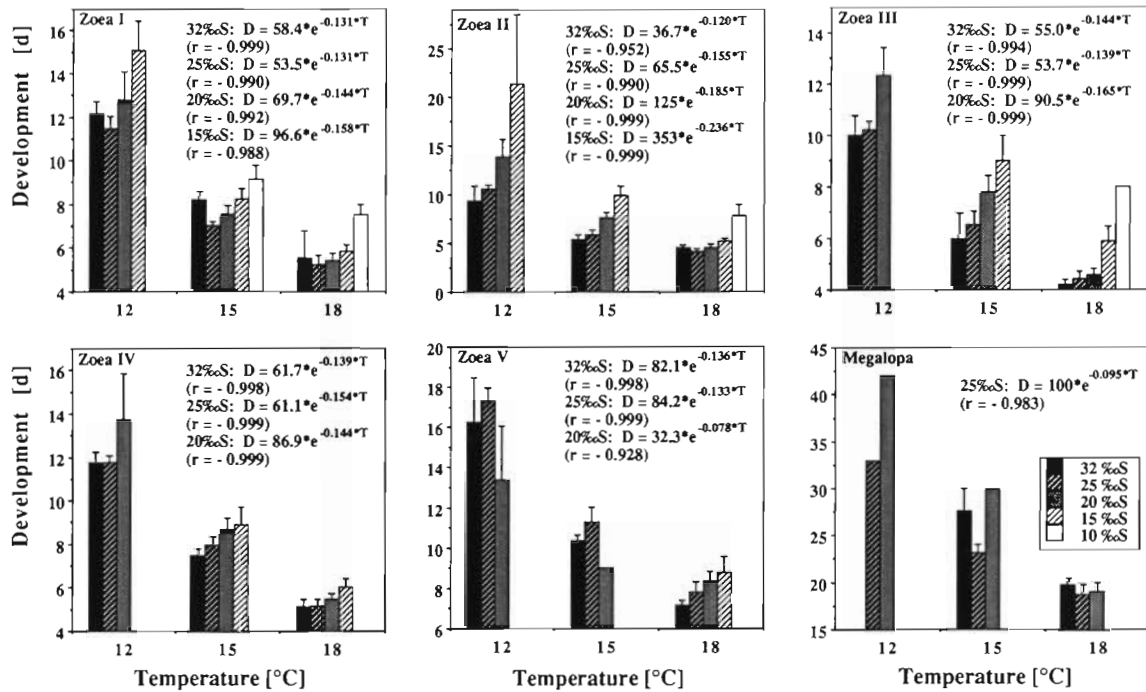 Zoea I
32‰S: D = 58.4*e^-0.131*T
(r = - 0.999)
25‰S: D = 53.5*e^-0.131*T
(r = - 0.990)
20‰S: D = 69.7*e^-0.144*T
(r = - 0.992)
15‰S: D = 96.6*e^-0.158*T
(r = - 0.988)
Development [d]
16
14
12
10
8
6
4
12 15 18
Zoea II
32‰S: D = 36.7*e^-0.120*T
(r = - 0.952)
25‰S: D = 65.5*e^-0.155*T
(r = - 0.990)
20‰S: D = 125*e^-0.185*T
(r = - 0.999)
15‰S: D = 353*e^-0.236*T
(r = - 0.999)
25
20
15
10
5
0
12 15 18
Zoea III
32‰S: D = 55.0*e^-0.144*T
(r = - 0.994)
25‰S: D = 53.7*e^-0.139*T
(r = - 0.999)
20‰S: D = 90.5*e^-0.165*T
(r = - 0.999)
14
12
10
8
6
4
12 15 18
Zoea IV
32‰S: D = 61.7*e^-0.139*T
(r = - 0.998)
25‰S: D = 61.1*e^-0.154*T
(r = - 0.999)
20‰S: D = 86.9*e^-0.144*T
(r = - 0.999)
Development [d]
16
14
12
10
8
6
4
12 15 18
Temperature [°C]
Zoea V
32‰S: D = 82.1*e^-0.136*T
(r = - 0.998)
25‰S: D = 84.2*e^-0.133*T
(r = - 0.999)
20‰S: D = 32.3*e^-0.078*T
(r = - 0.928)
20
18
16
14
12
10
8
6
12 15 18
Temperature [°C]
Megalopa
25‰S: D = 100*e^-0.095*T
(r = - 0.983)
32 ‰S
25 ‰S
20 ‰S
15 ‰S
10 ‰S
45
40
35
30
25
20
15
12 15 18
Temperature [°C]